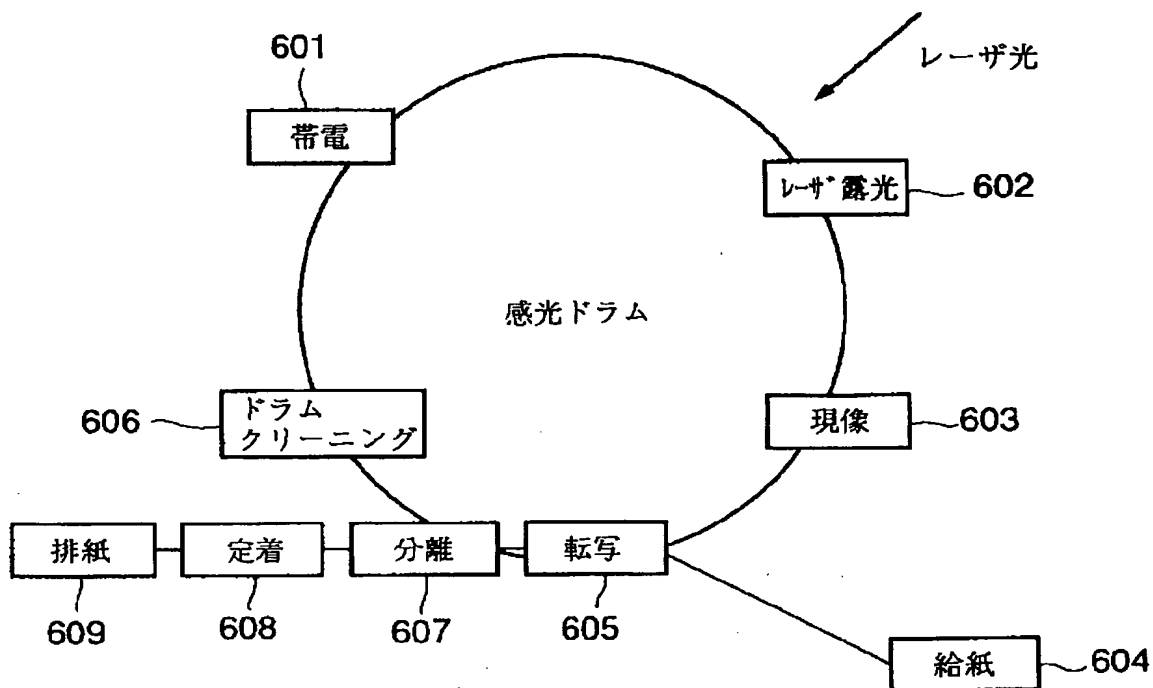 601
レーザ光
帯電
ﾚｰｻﾞ露光
602
感光ドラム
606
ドラム
クリーニング
現像
603
排紙
定着
分離
転写
609
608
607
605
給紙
604